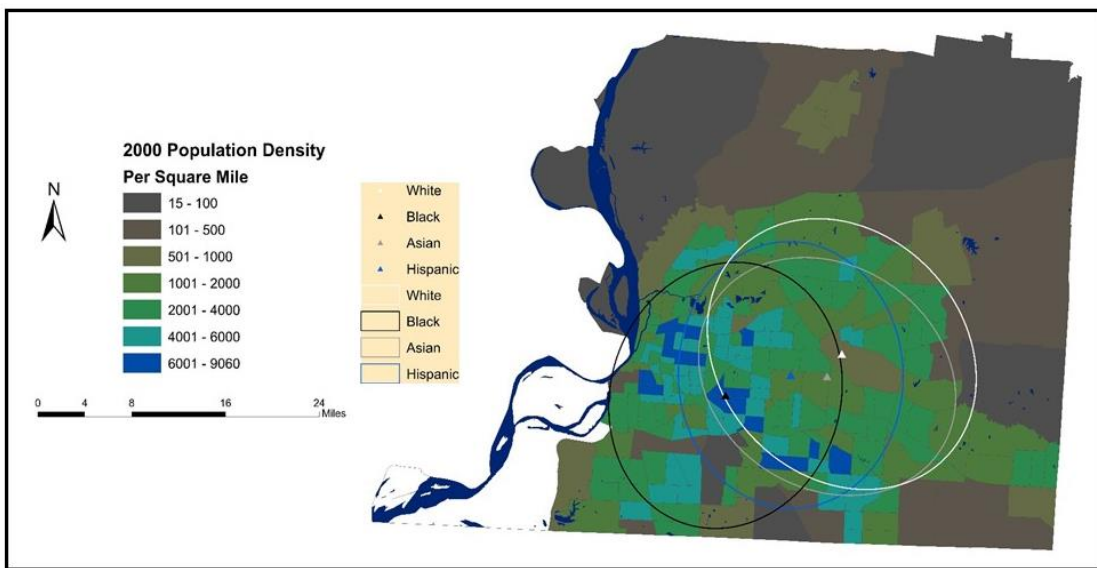 2000 Population Density
Per Square Mile
15 - 100
101 - 500
501 - 1000
1001 - 2000
2001 - 4000
4001 - 6000
6001 - 9060
N
0 4 8 16 24
Miles
White
Black
Asian
Hispanic
White
Black
Asian
Hispanic